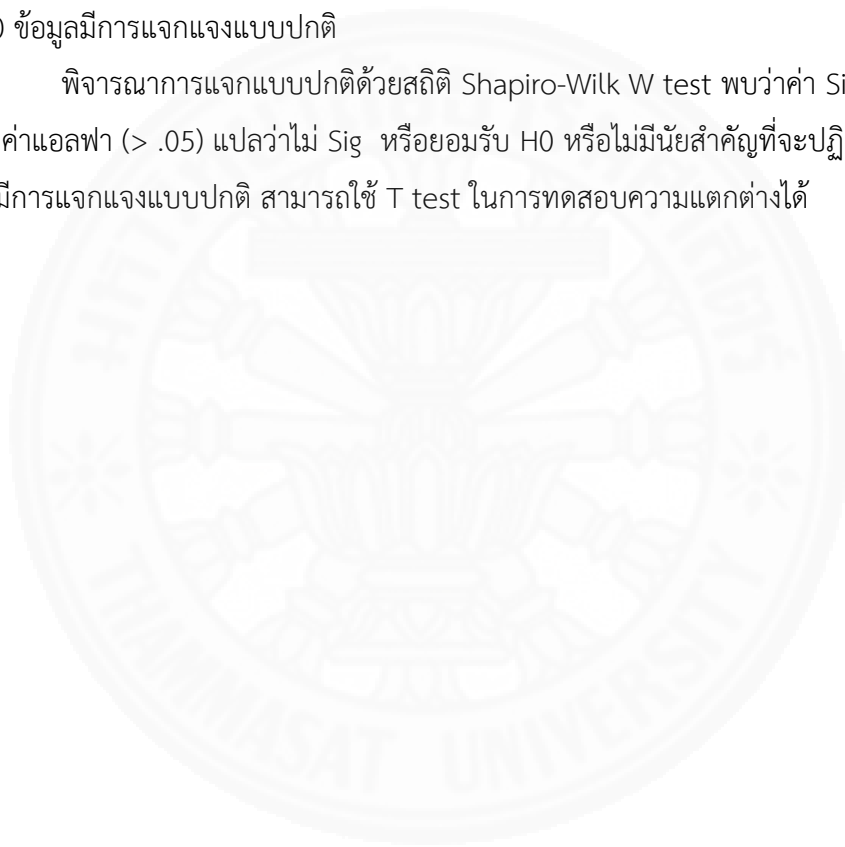 0 ข้อมูลมีการแจกแจงแบบปกติ
พิจารณาการแจกแบบปกติด้วยสถิติ Shapiro-Wilk W test พบว่าค่า Si
ค่าแอลฟา (> .05) แปลว่าไม่ Sig หรือยอมรับ H0 หรือไม่มีนัยสำคัญที่จะปฏิ
มีการแจกแจงแบบปกติ สามารถใช้ T test ในการทดสอบความแตกต่างได้
THAMMASAT UNIVERSITY